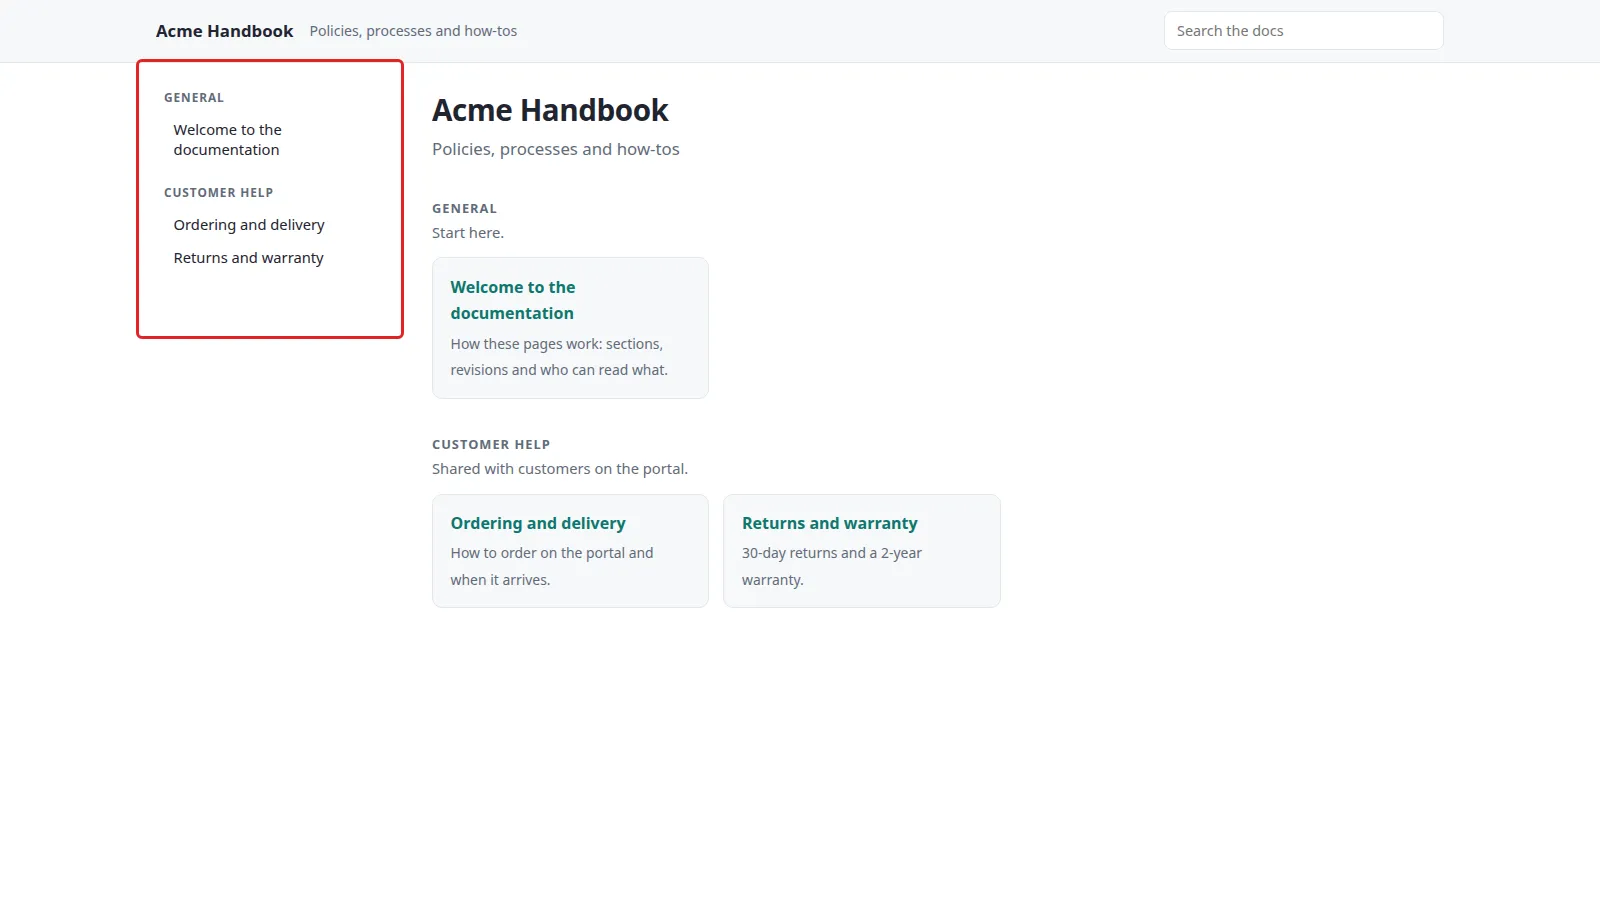 Acme Handbook Policies, processes and how-tos Search the docs
GENERAL
Welcome to the
documentation
CUSTOMER HELP
Ordering and delivery
Returns and warranty
Acme Handbook
Policies, processes and how-tos
GENERAL
Start here.
Welcome to the
documentation
How these pages work: sections,
revisions and who can read what.
CUSTOMER HELP
Shared with customers on the portal.
Ordering and delivery
How to order on the portal and
when it arrives.
Returns and warranty
30-day returns and a 2-year
warranty.